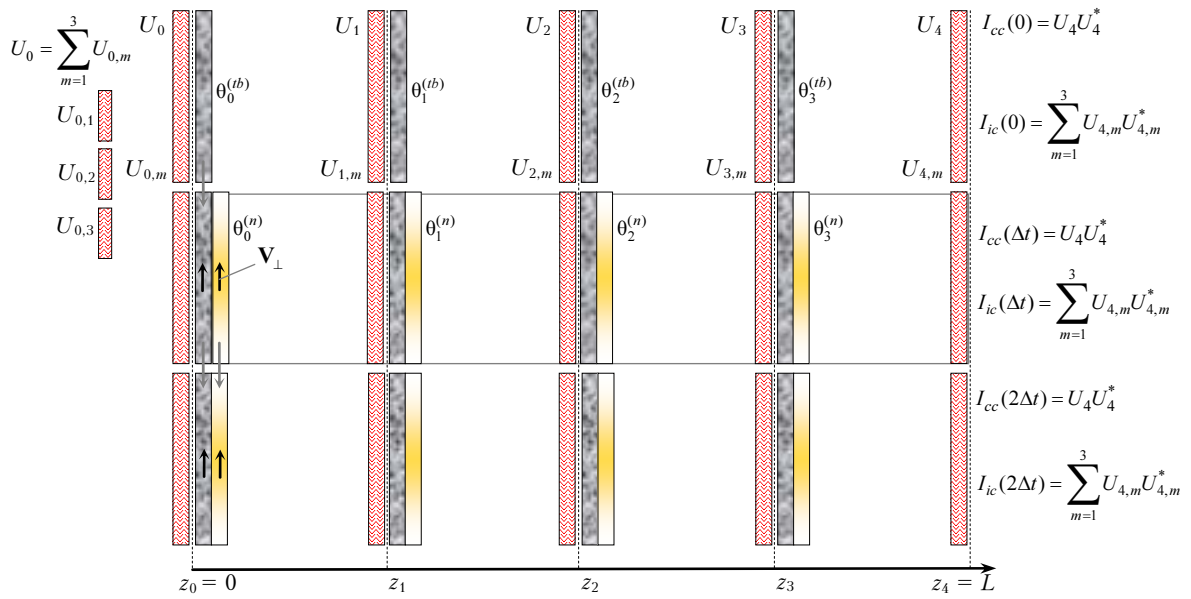 U_0 U_1 U_2 U_3 U_4 I_{cc}(0) = U_4 U_4^*
U_0 = \sum_{m=1}^{3} U_{0,m}
θ_0^{(tb)} θ_1^{(tb)} θ_2^{(tb)} θ_3^{(tb)}
U_{0,1}
I_{ic}(0) = \sum_{m=1}^{3} U_{4,m} U_{4,m}^*
U_{0,2}
U_{0,m} U_{1,m} U_{2,m} U_{3,m} U_{4,m}
U_{0,3}
θ_0^{(n)} θ_1^{(n)} θ_2^{(n)} θ_3^{(n)}
I_{cc}(Δt) = U_4 U_4^*
V_⊥
I_{ic}(Δt) = \sum_{m=1}^{3} U_{4,m} U_{4,m}^*
I_{cc}(2Δt) = U_4 U_4^*
I_{ic}(2Δt) = \sum_{m=1}^{3} U_{4,m} U_{4,m}^*
z_0 = 0 z_1 z_2 z_3 z_4 = L